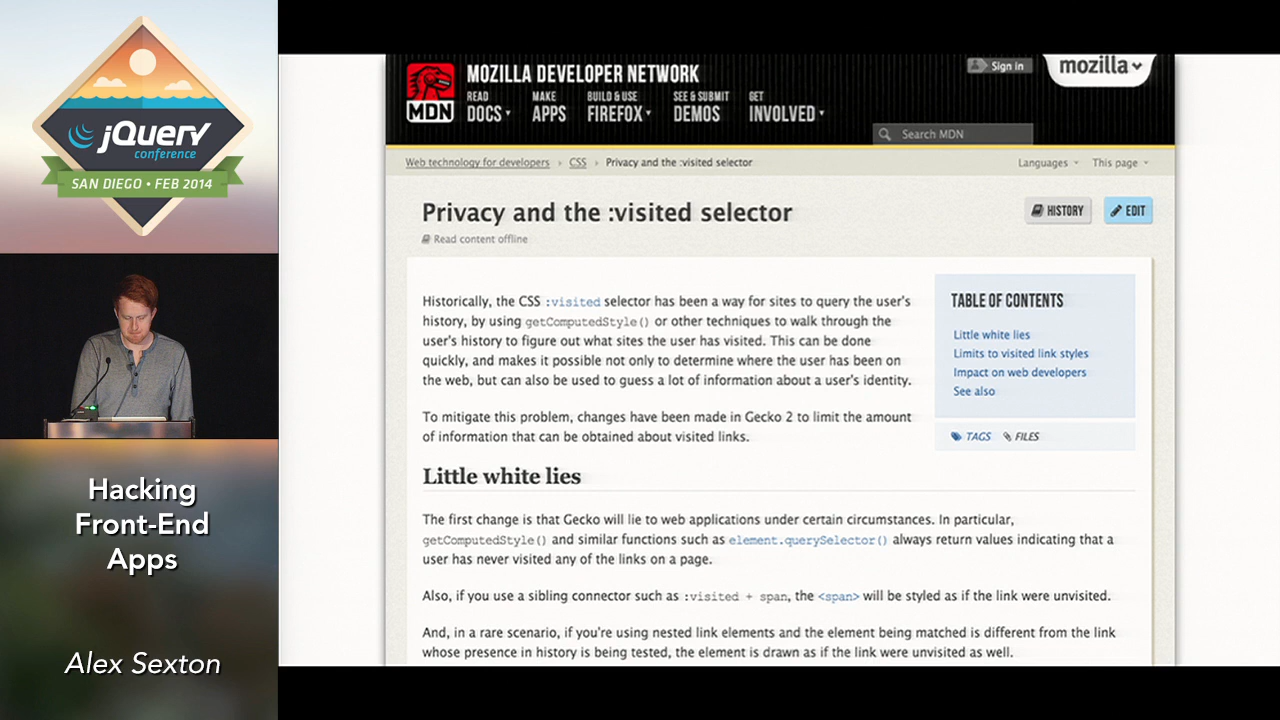 jQuery
conference
SAN DIEGO • FEB 2014
Hacking
Front-End
Apps
Alex Sexton
MDN
MOZILLA DEVELOPER NETWORK
Sign in
mozilla
READ
DOCS
MAKE
APPS
BUILD & USE
FIREFOX
SEE & SUBMIT
DEMOS
GET
INVOLVED
Search MDN
Web technology for developers › CSS › Privacy and the :visited selector
Languages
This page
Privacy and the :visited selector
HISTORY
EDIT
Read content offline
Historically, the CSS :visited selector has been a way for sites to query the user's
history, by using getComputedStyle() or other techniques to walk through the
user's history to figure out what sites the user has visited. This can be done
quickly, and makes it possible not only to determine where the user has been on
the web, but can also be used to guess a lot of information about a user's identity.
To mitigate this problem, changes have been made in Gecko 2 to limit the amount
of information that can be obtained about visited links.
TABLE OF CONTENTS
Little white lies
Limits to visited link styles
Impact on web developers
See also
TAGS
FILES
Little white lies
The first change is that Gecko will lie to web applications under certain circumstances. In particular,
getComputedStyle() and similar functions such as element.querySelector() always return values indicating that a
user has never visited any of the links on a page.
Also, if you use a sibling connector such as :visited + span, the <span> will be styled as if the link were unvisited.
And, in a rare scenario, if you're using nested link elements and the element being matched is different from the link
whose presence in history is being tested, the element is drawn as if the link were unvisited as well.